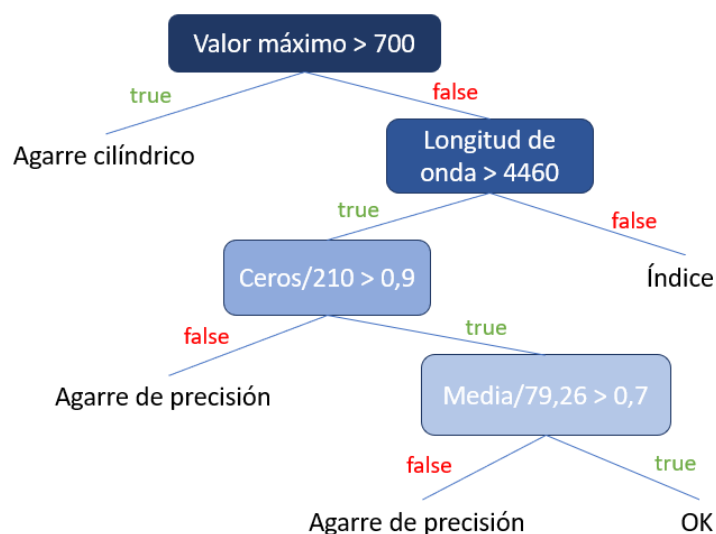 Valor máximo > 700
true
false
Agarre cilíndrico
Longitud de
onda > 4460
true
false
Ceros/210 > 0,9
Índice
false
true
Agarre de precisión
Media/79,26 > 0,7
false
true
Agarre de precisión
OK